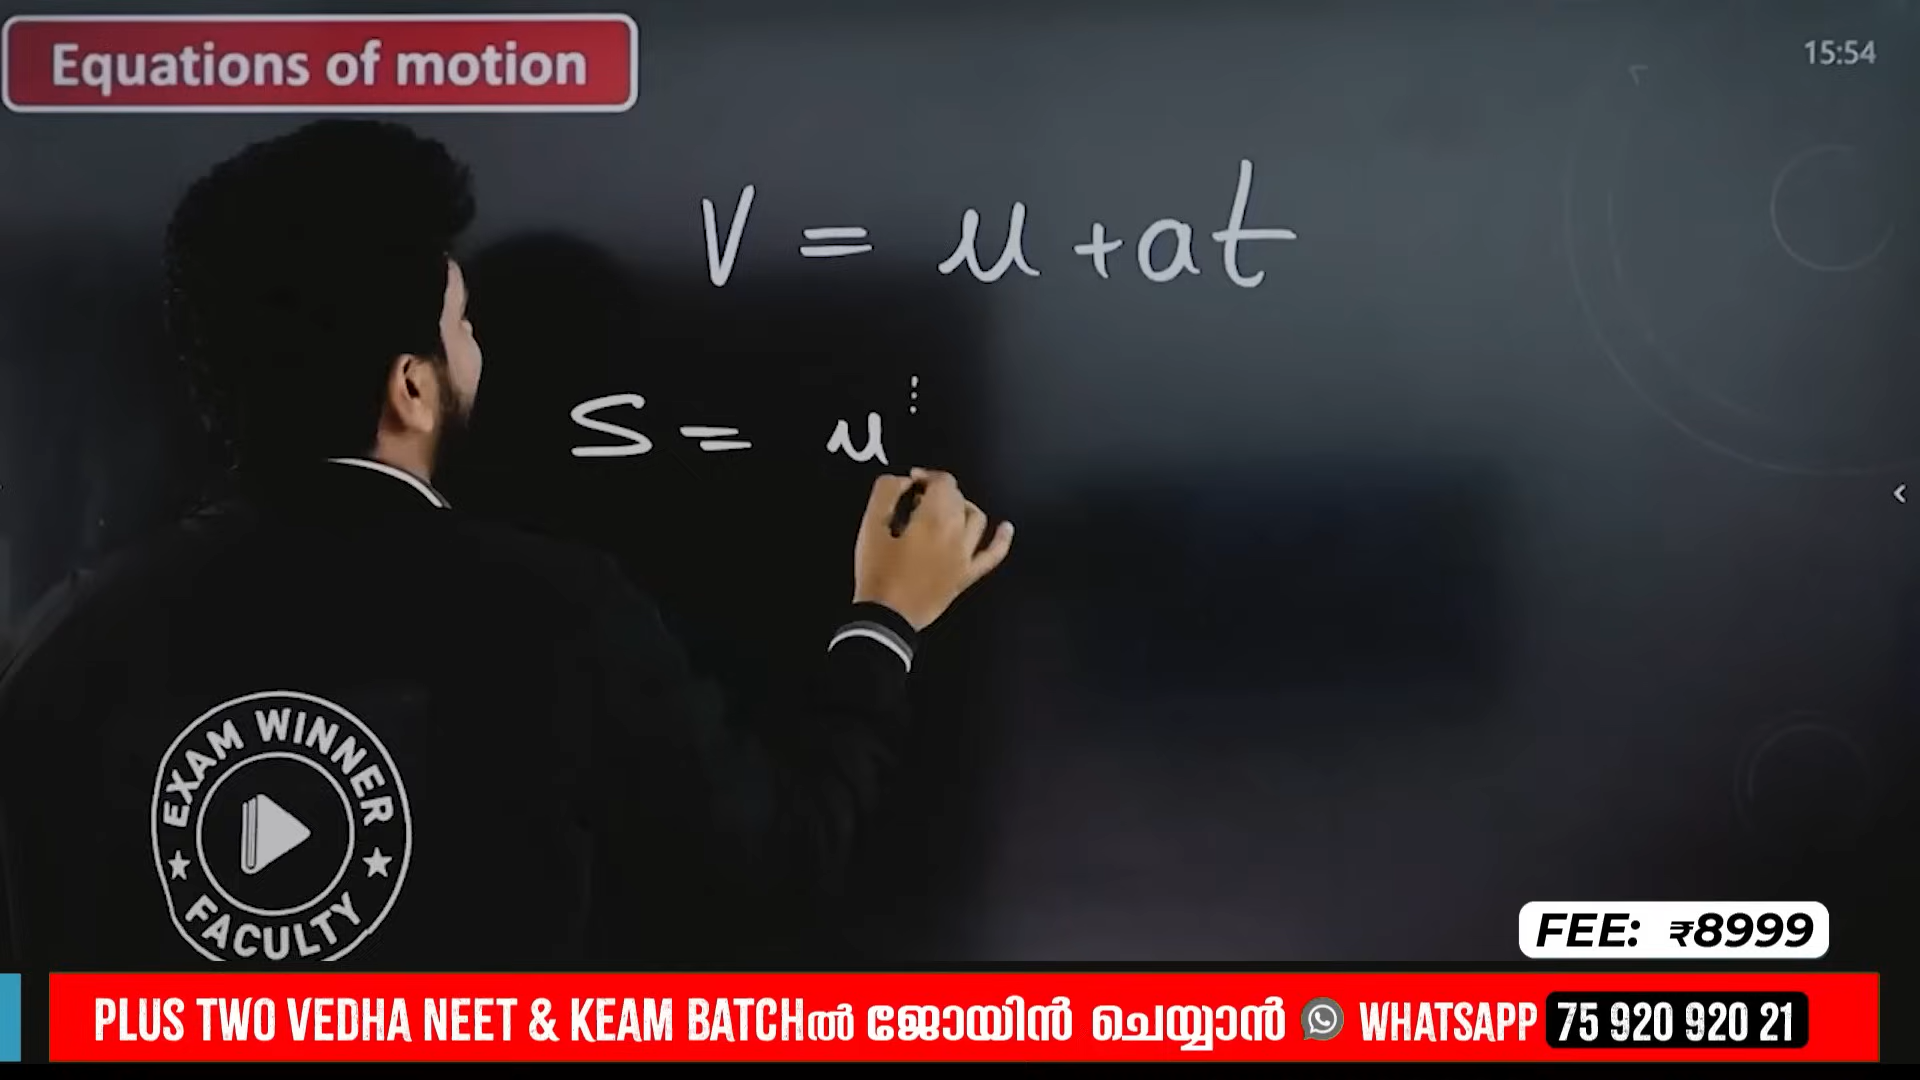 Equations of motion
15:54
V = u + at
S = u
EXAM WINNER
FACULTY
FEE: ₹8999
PLUS TWO VEDHA NEET & KEAM BATCHൽ ജോയിൻ ചെയ്യാൻ WHATSAPP 75 920 920 21